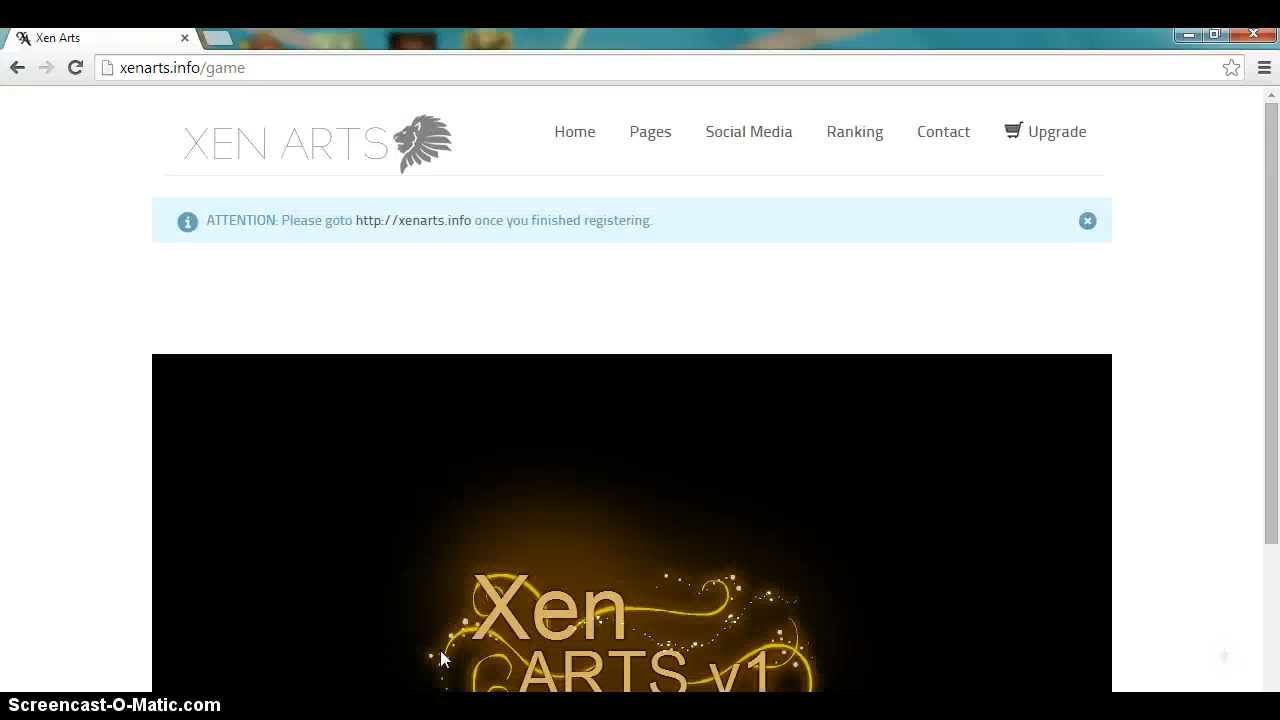 Xen Arts
xenarts.info/game
XEN ARTS
Home Pages Social Media Ranking Contact Upgrade
ATTENTION: Please goto http://xenarts.info once you finished registering.
Xen
ARTS v1
Screencast-O-Matic.com